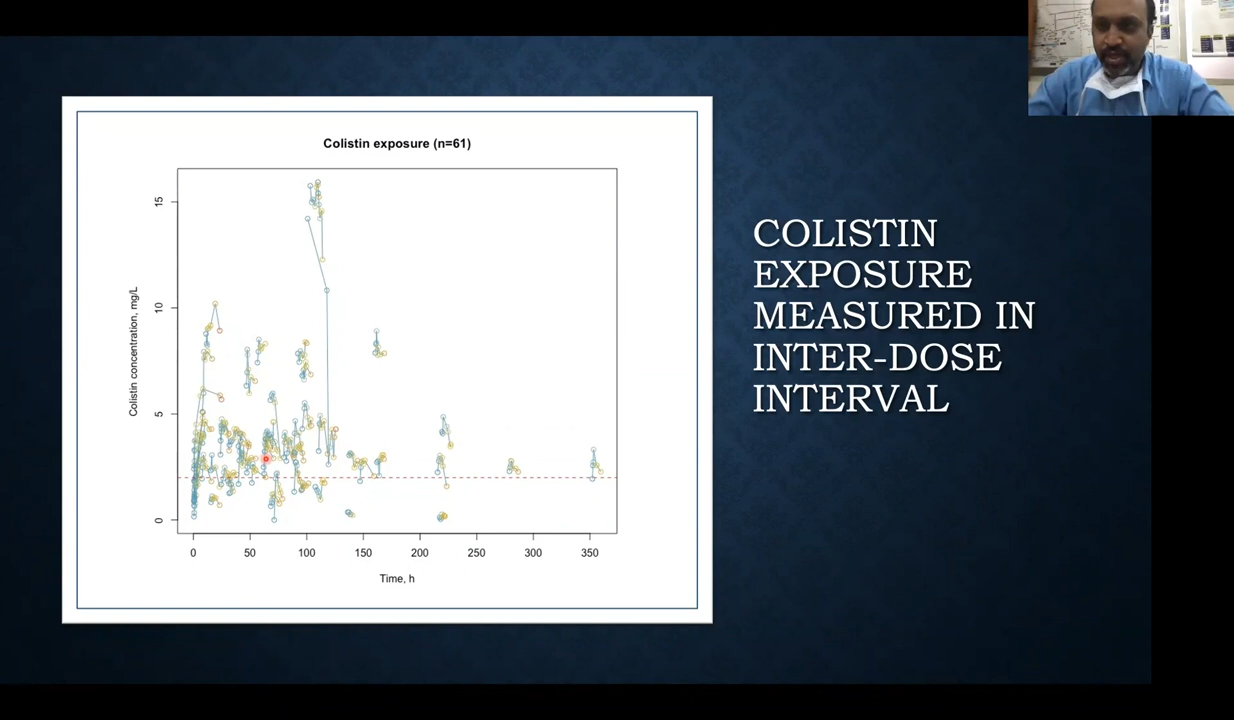 Colistin exposure (n=61)
Colistin concentration, mg/L
15
10
5
0
0 50 100 150 200 250 300 350
Time, h
COLISTIN
EXPOSURE
MEASURED IN
INTER-DOSE
INTERVAL